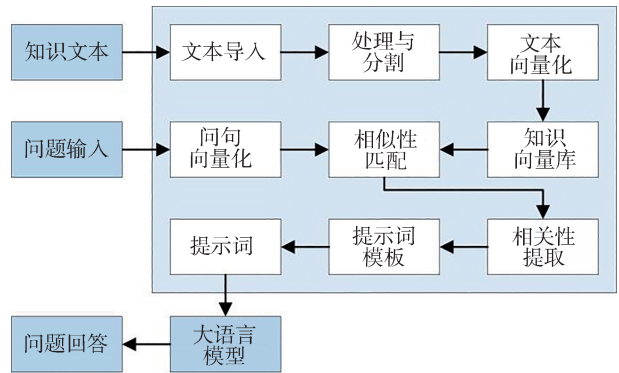 知识文本
文本导入
处理与
分割
文本
向量化
问题输入
问句
向量化
相似性
匹配
知识
向量库
提示词
提示词
模板
相关性
提取
问题回答
大语言
模型